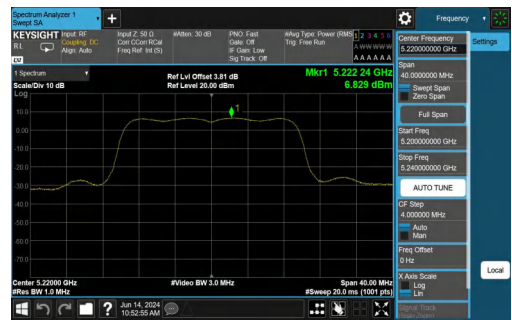 Spectrum Analyzer 1
Swept SA
+
Frequency
KEYSIGHT Input: RF Input Z: 50 Ω #Atten: 30 dB PNO: Fast #Avg Type: Power (RMS 1 2 3 4 5 6
RL Coupling: DC Corr CCorr RCal Gate: Off Trig: Free Run A W W W W W
Align: Auto Freq Ref: Int (S) IF Gain: Low
Sig Track: Off A A A A A A
LV
1 Spectrum Ref Lvl Offset 3.81 dB Mkr1 5.222 24 GHz
Scale/Div 10 dB Ref Level 20.00 dBm 6.829 dBm
Log
1
10.0
0.00
-10.0
-20.0
-30.0
-40.0
-50.0
-60.0
-70.0
Center 5.22000 GHz #Video BW 3.0 MHz Span 40.00 MHz
#Res BW 1.0 MHz #Sweep 20.0 ms (1001 pts)
Jun 14, 2024
10:52:55 AM
?
Center Frequency
5.220000000 GHz
Span
40.0000000 MHz
Swept Span
Zero Span
Full Span
Start Freq
5.200000000 GHz
Stop Freq
5.240000000 GHz
AUTO TUNE
CF Step
4.000000 MHz
Auto
Man
Freq Offset
0 Hz
X Axis Scale
Log
Lin
Signal Track
Settings
Local